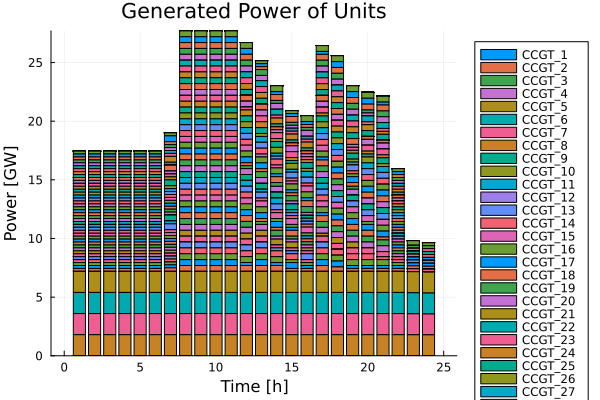 Generated Power of Units
Power [GW]
25
20
15
10
5
0
0
5
10
15
20
25
Time [h]
CCGT_1
CCGT_2
CCGT_3
CCGT_4
CCGT_5
CCGT_6
CCGT_7
CCGT_8
CCGT_9
CCGT_10
CCGT_11
CCGT_12
CCGT_13
CCGT_14
CCGT_15
CCGT_16
CCGT_17
CCGT_18
CCGT_19
CCGT_20
CCGT_21
CCGT_22
CCGT_23
CCGT_24
CCGT_25
CCGT_26
CCGT_27